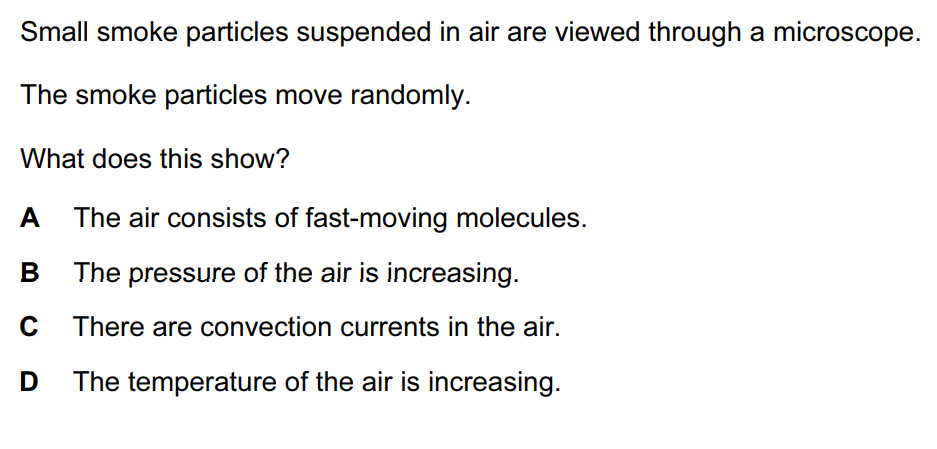 Small smoke particles suspended in air are viewed through a microscope.
The smoke particles move randomly.
What does this show?
A The air consists of fast-moving molecules.
B The pressure of the air is increasing.
C There are convection currents in the air.
D The temperature of the air is increasing.